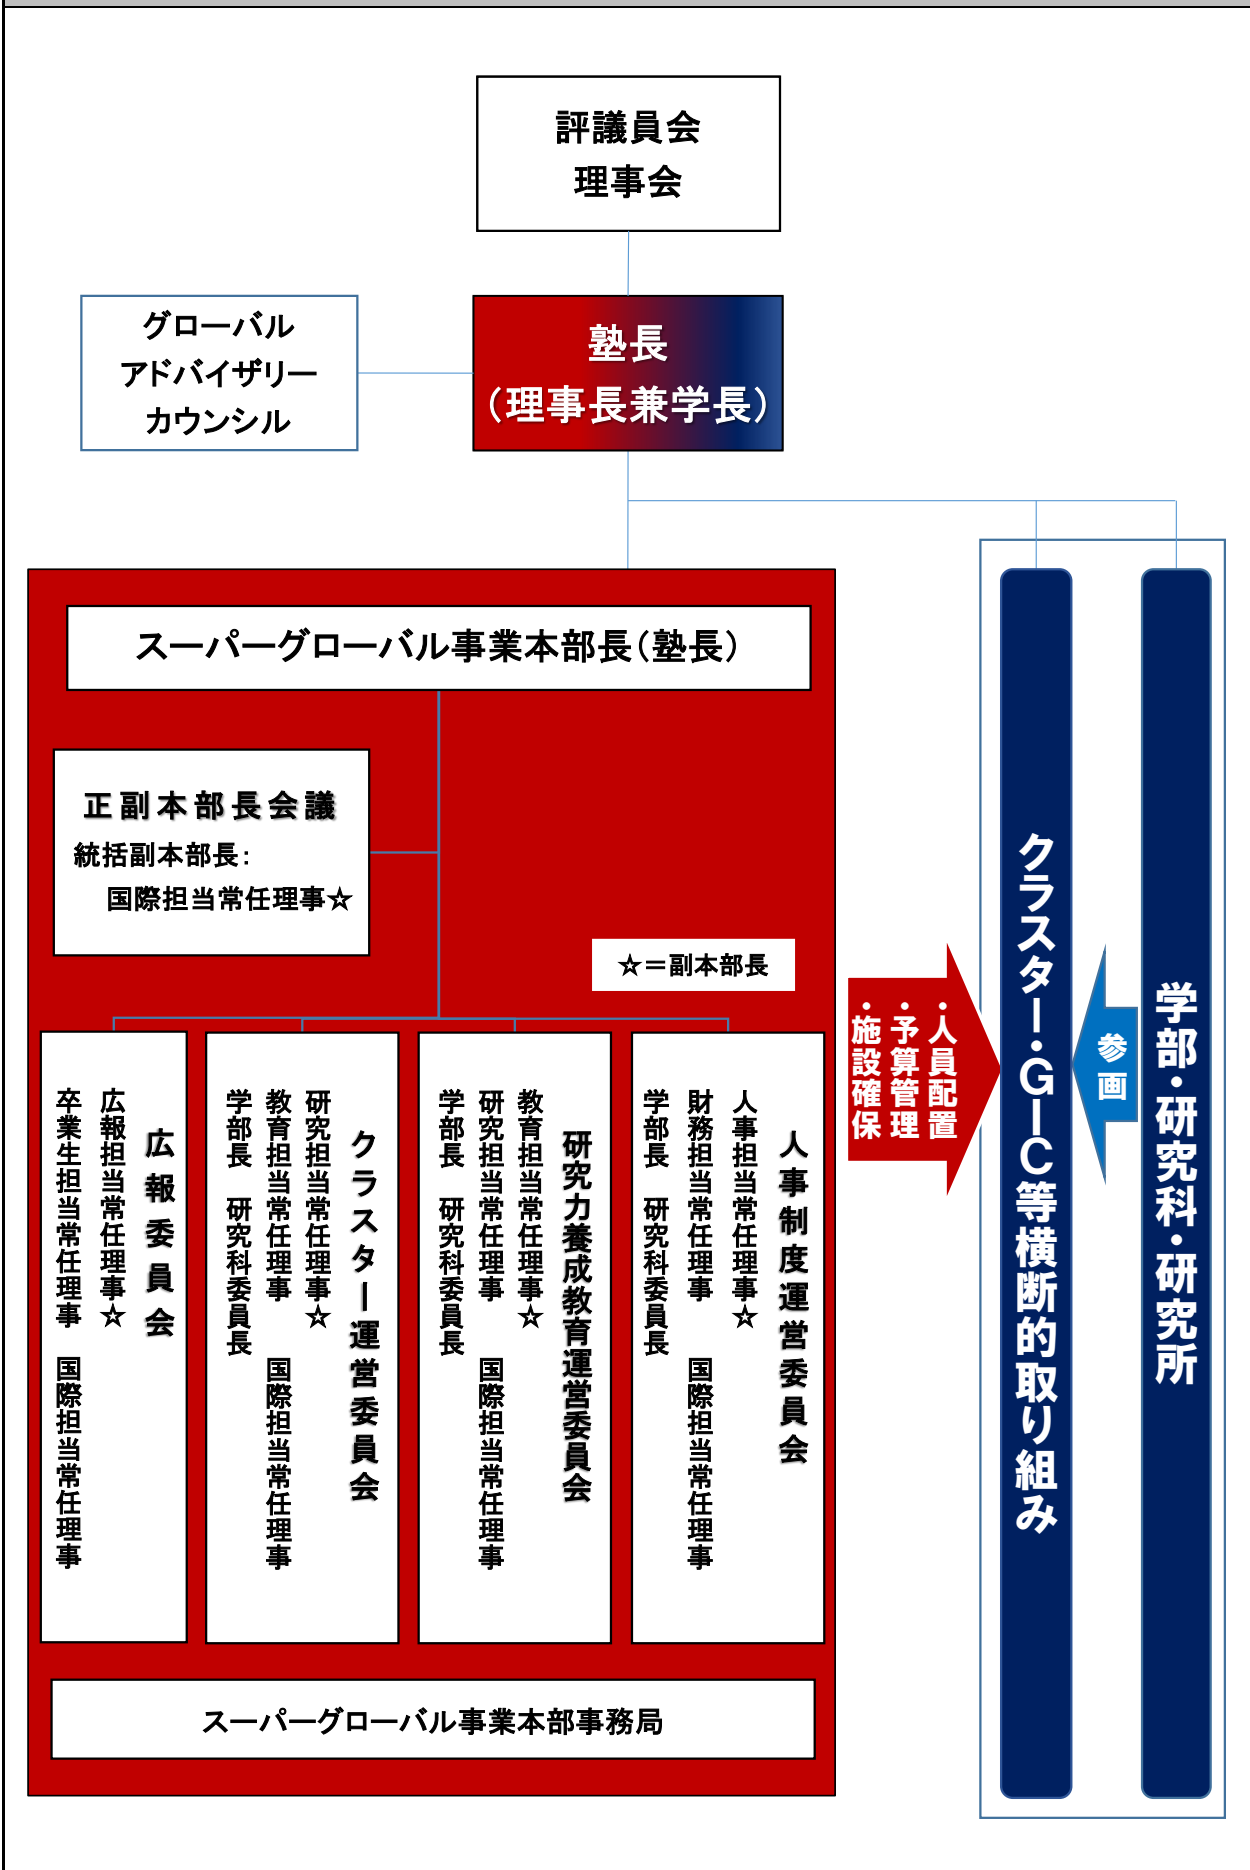 評議員会
理事会
グローバル
アドバイザリー
カウンシル
塾長
（理事長兼学長）
スーパーグローバル事業本部長（塾長）
正副本部長会議
統括副本部長：
国際担当常任理事☆
☆＝副本部長
人事制度運営委員会
人事担当常任理事☆
財務担当常任理事　国際担当常任理事
学部長　研究科委員長
研究力養成教育運営委員会
教育担当常任理事☆
研究担当常任理事　国際担当常任理事
学部長　研究科委員長
クラスター運営委員会
研究担当常任理事☆
教育担当常任理事　国際担当常任理事
学部長　研究科委員長
広報委員会
広報担当常任理事☆
卒業生担当常任理事　国際担当常任理事
スーパーグローバル事業本部事務局
・人員配置
・予算管理
・施設確保
クラスター・GIC等横断的取り組み
参画
学部・研究科・研究所